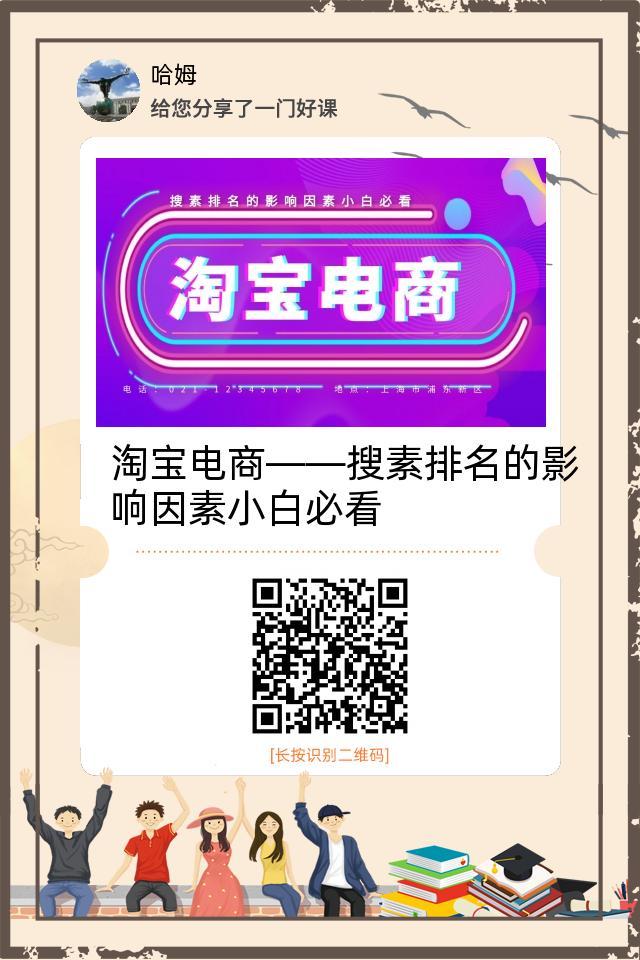 哈姆
给您分享了一门好课
搜素排名的影响因素小白必看
淘宝电商
电话：021-12345678 地点：上海市浦东新区
淘宝电商——搜素排名的影
响因素小白必看
[长按识别二维码]